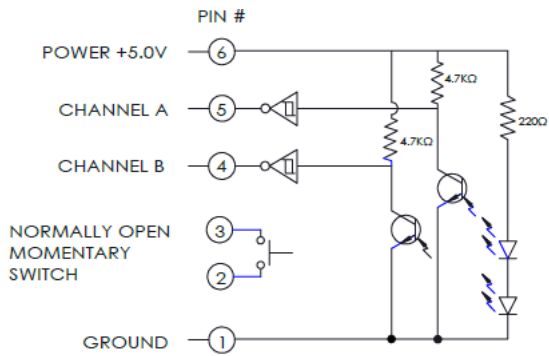 PIN #
POWER +5.0V 6
4.7KΩ
CHANNEL A 5
220Ω
4.7KΩ
CHANNEL B 4
NORMALLY OPEN 3
MOMENTARY
SWITCH 2
GROUND 1